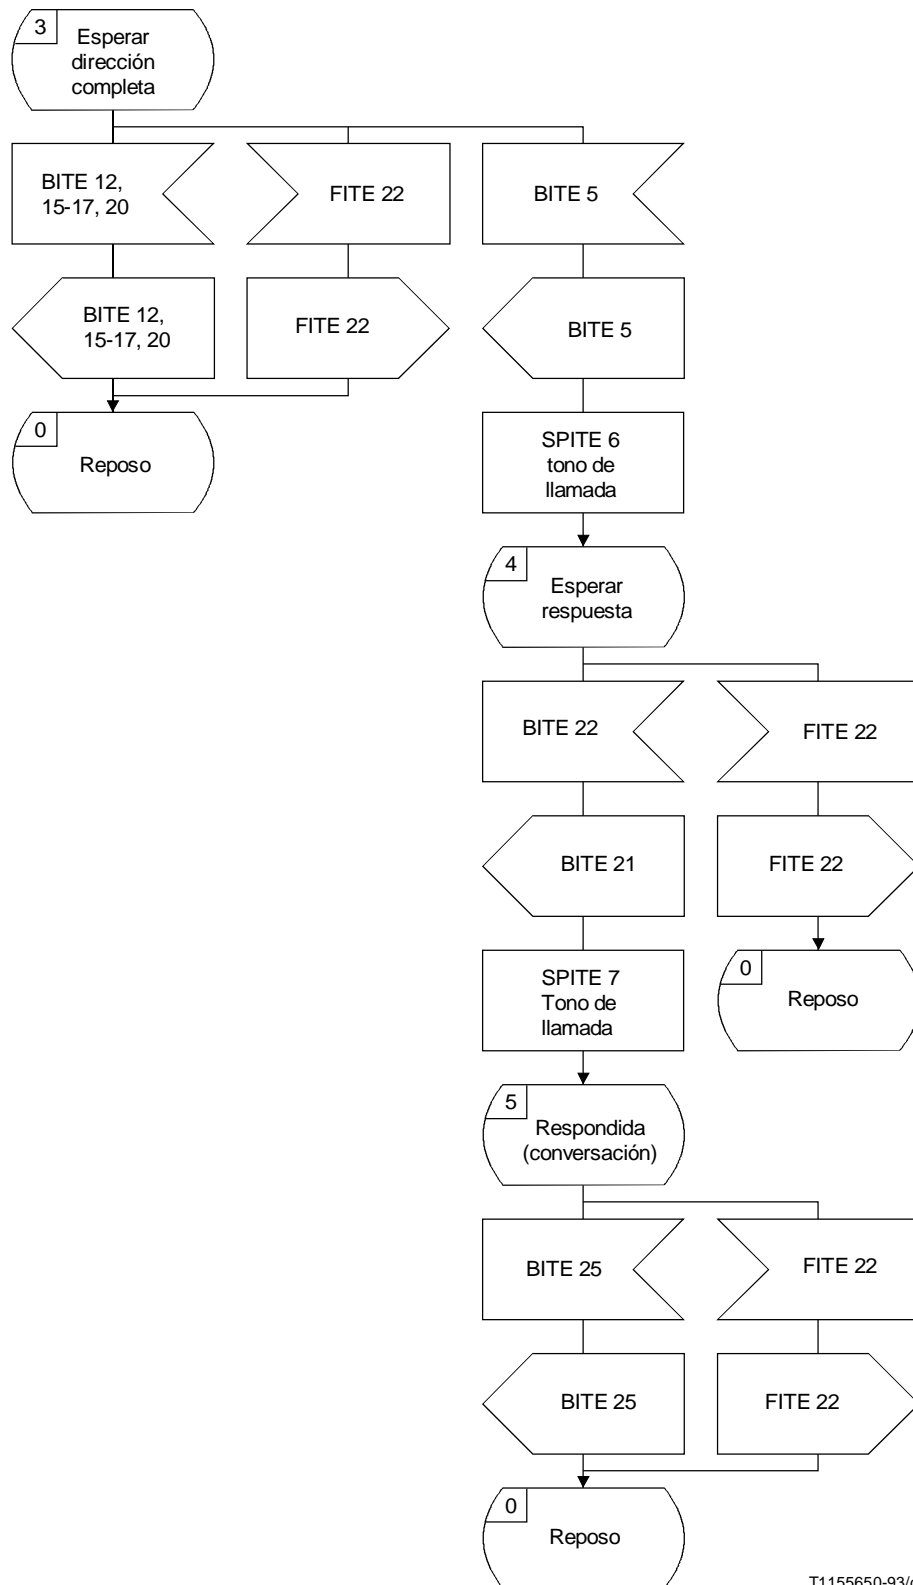 3
Esperar
dirección
completa
BITE 12,
15-17, 20
FITE 22
BITE 5
BITE 12,
15-17, 20
FITE 22
BITE 5
0
Reposo
SPITE 6
tono de
llamada
4
Esperar
respuesta
BITE 22
FITE 22
BITE 21
FITE 22
SPITE 7
Tono de
llamada
0
Reposo
5
Respondida
(conversación)
BITE 25
FITE 22
BITE 25
FITE 22
0
Reposo